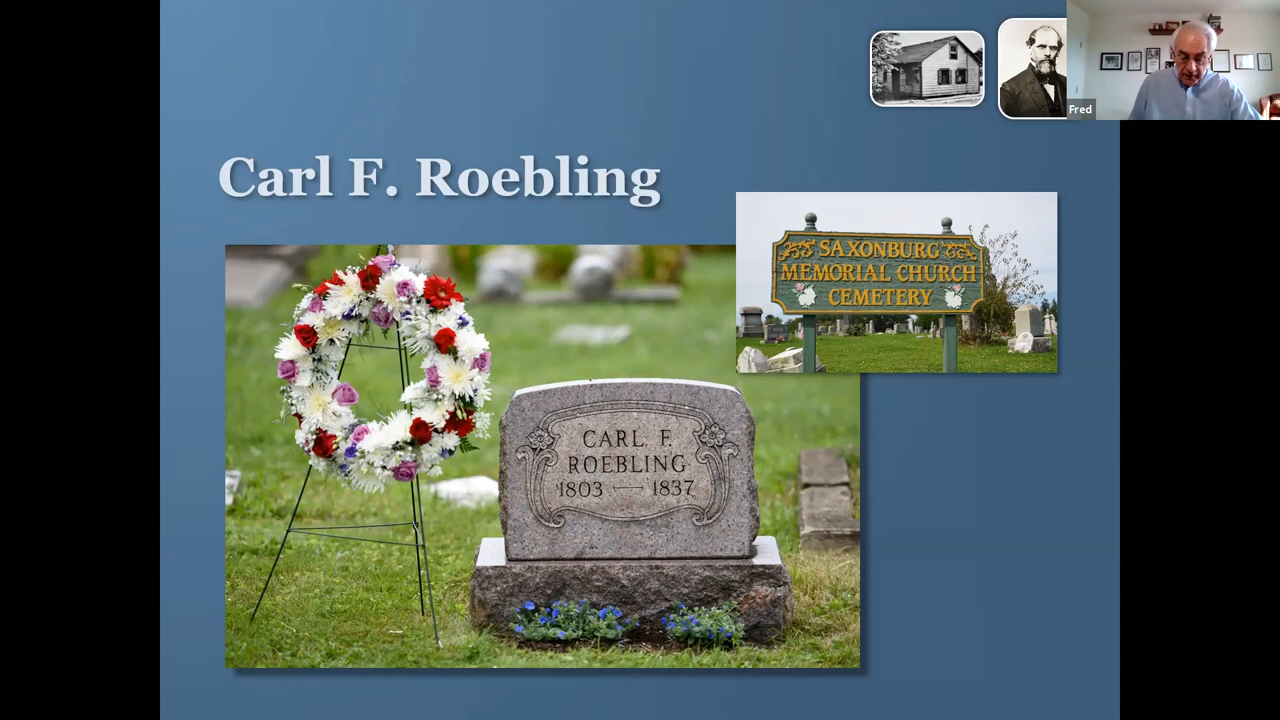 Fred
Carl F. Roebling
SAXONBURG
MEMORIAL CHURCH
CEMETERY
CARL F.
ROEBLING
1803 — 1837